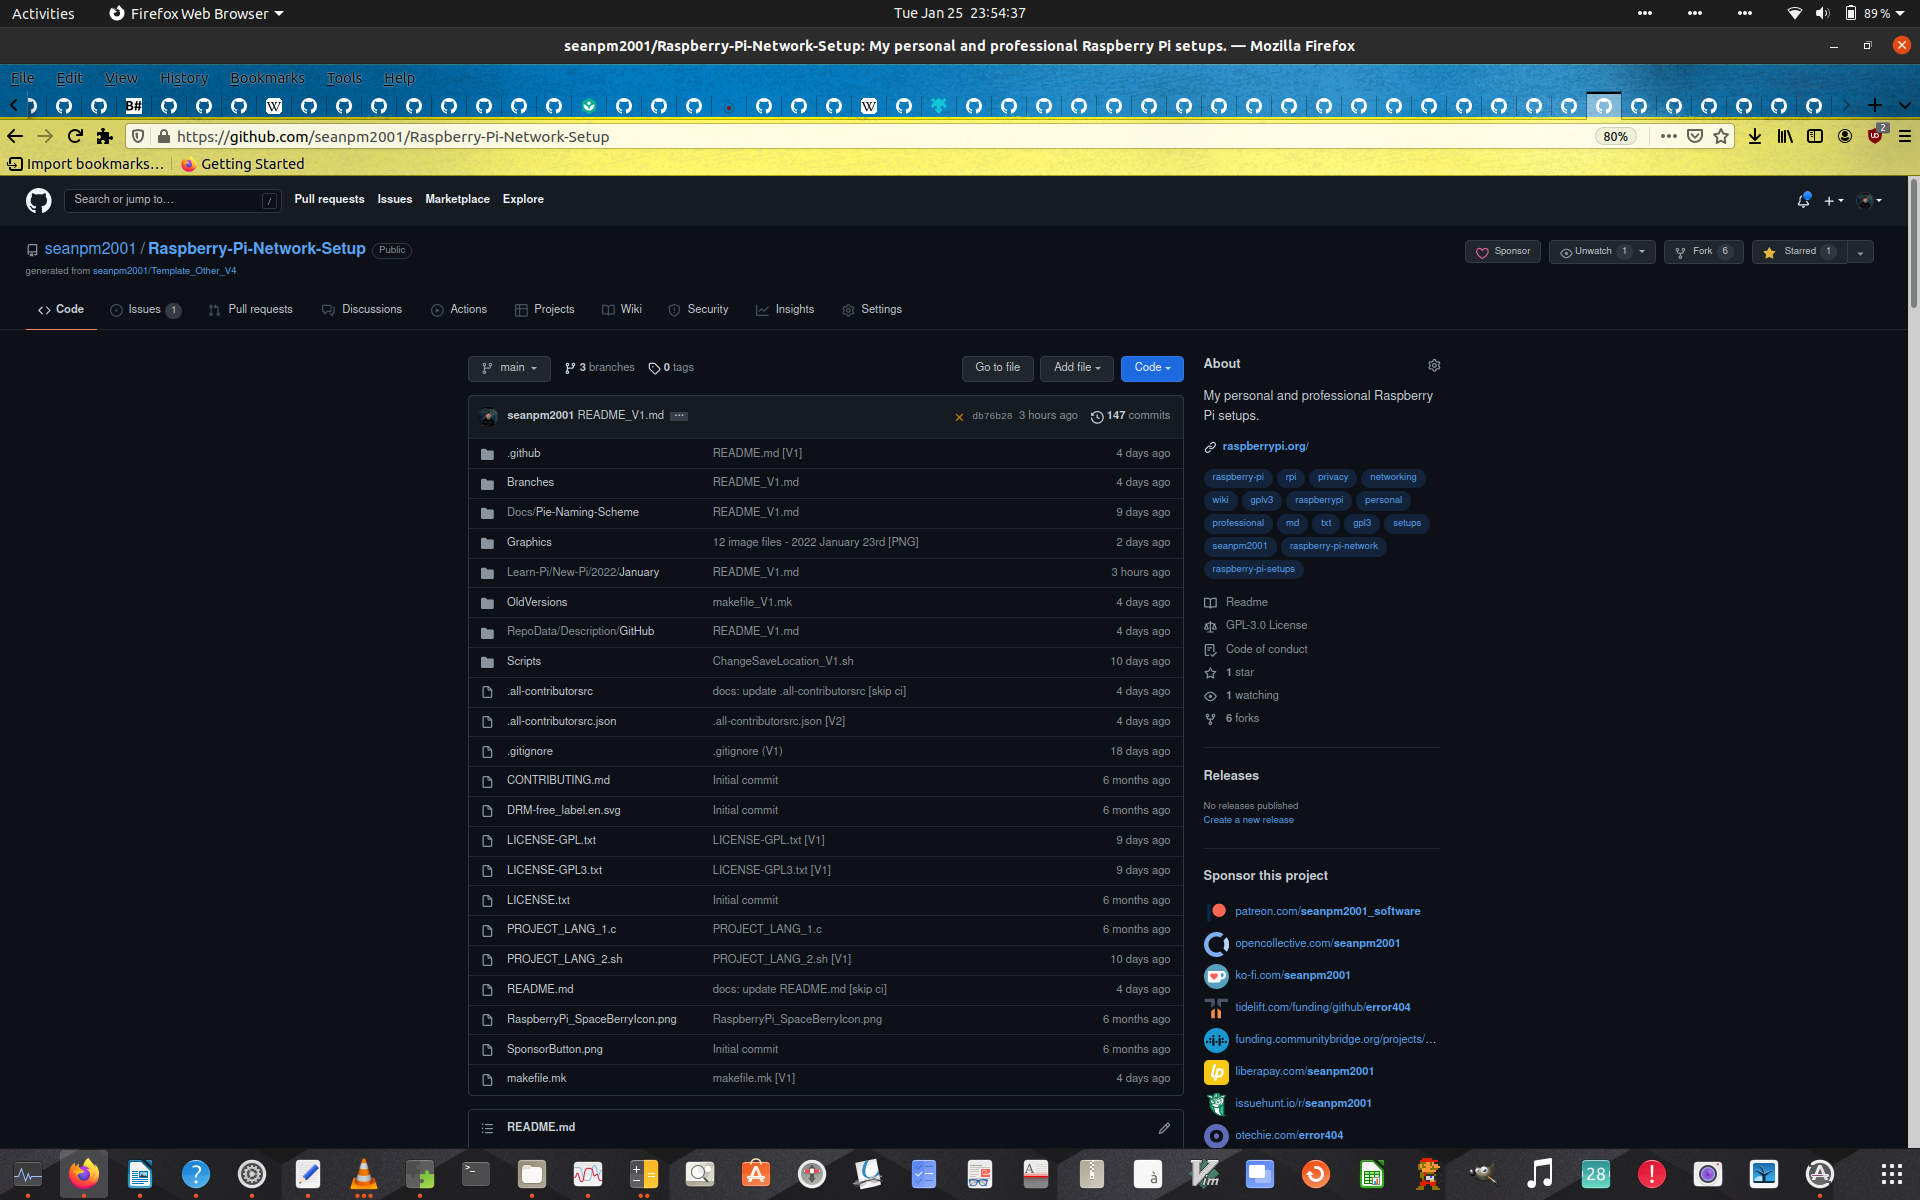 Activities Firefox Web Browser Tue Jan 25 23:54:37 89 %
seanpm2001/Raspberry-Pi-Network-Setup: My personal and professional Raspberry Pi setups. — Mozilla Firefox
File Edit View History Bookmarks Tools Help
B# W W
https://github.com/seanpm2001/Raspberry-Pi-Network-Setup 80% 2
Import bookmarks… Getting Started
Search or jump to… / Pull requests Issues Marketplace Explore
seanpm2001 / Raspberry-Pi-Network-Setup Public Sponsor Unwatch 1 Fork 6 Starred 1
generated from seanpm2001/Template_Other_V4
Code Issues 1 Pull requests Discussions Actions Projects Wiki Security Insights Settings
main 3 branches 0 tags Go to file Add file Code
seanpm2001 README_V1.md ... db76b28 3 hours ago 147 commits
.github README.md [V1] 4 days ago
Branches README_V1.md 4 days ago
Docs/Pie-Naming-Scheme README_V1.md 9 days ago
Graphics 12 image files - 2022 January 23rd [PNG] 2 days ago
Learn-Pi/New-Pi/2022/January README_V1.md 3 hours ago
OldVersions makefile_V1.mk 4 days ago
RepoData/Description/GitHub README_V1.md 4 days ago
Scripts ChangeSaveLocation_V1.sh 10 days ago
.all-contributorsrc docs: update .all-contributorsrc [skip ci] 4 days ago
.all-contributorsrc.json .all-contributorsrc.json [V2] 4 days ago
.gitignore .gitignore (V1) 18 days ago
CONTRIBUTING.md Initial commit 6 months ago
DRM-free_label.en.svg Initial commit 6 months ago
LICENSE-GPL.txt LICENSE-GPL.txt [V1] 9 days ago
LICENSE-GPL3.txt LICENSE-GPL3.txt [V1] 9 days ago
LICENSE.txt Initial commit 6 months ago
PROJECT_LANG_1.c PROJECT_LANG_1.c 6 months ago
PROJECT_LANG_2.sh PROJECT_LANG_2.sh [V1] 10 days ago
README.md docs: update README.md [skip ci] 4 days ago
RaspberryPi_SpaceBerryIcon.png RaspberryPi_SpaceBerryIcon.png 6 months ago
SponsorButton.png Initial commit 6 months ago
makefile.mk makefile.mk [V1] 4 days ago
README.md
About
My personal and professional Raspberry
Pi setups.
raspberrypi.org/
raspberry-pi rpi privacy networking
wiki gplv3 raspberrypi personal
professional md txt gpl3 setups
seanpm2001 raspberry-pi-network
raspberry-pi-setups
Readme
GPL-3.0 License
Code of conduct
1 star
1 watching
6 forks
Releases
No releases published
Create a new release
Sponsor this project
patreon.com/seanpm2001_software
opencollective.com/seanpm2001
ko-fi.com/seanpm2001
tidelift.com/funding/github/error404
funding.communitybridge.org/projects/…
liberapay.com/seanpm2001
issuehunt.io/r/seanpm2001
otechie.com/error404
28